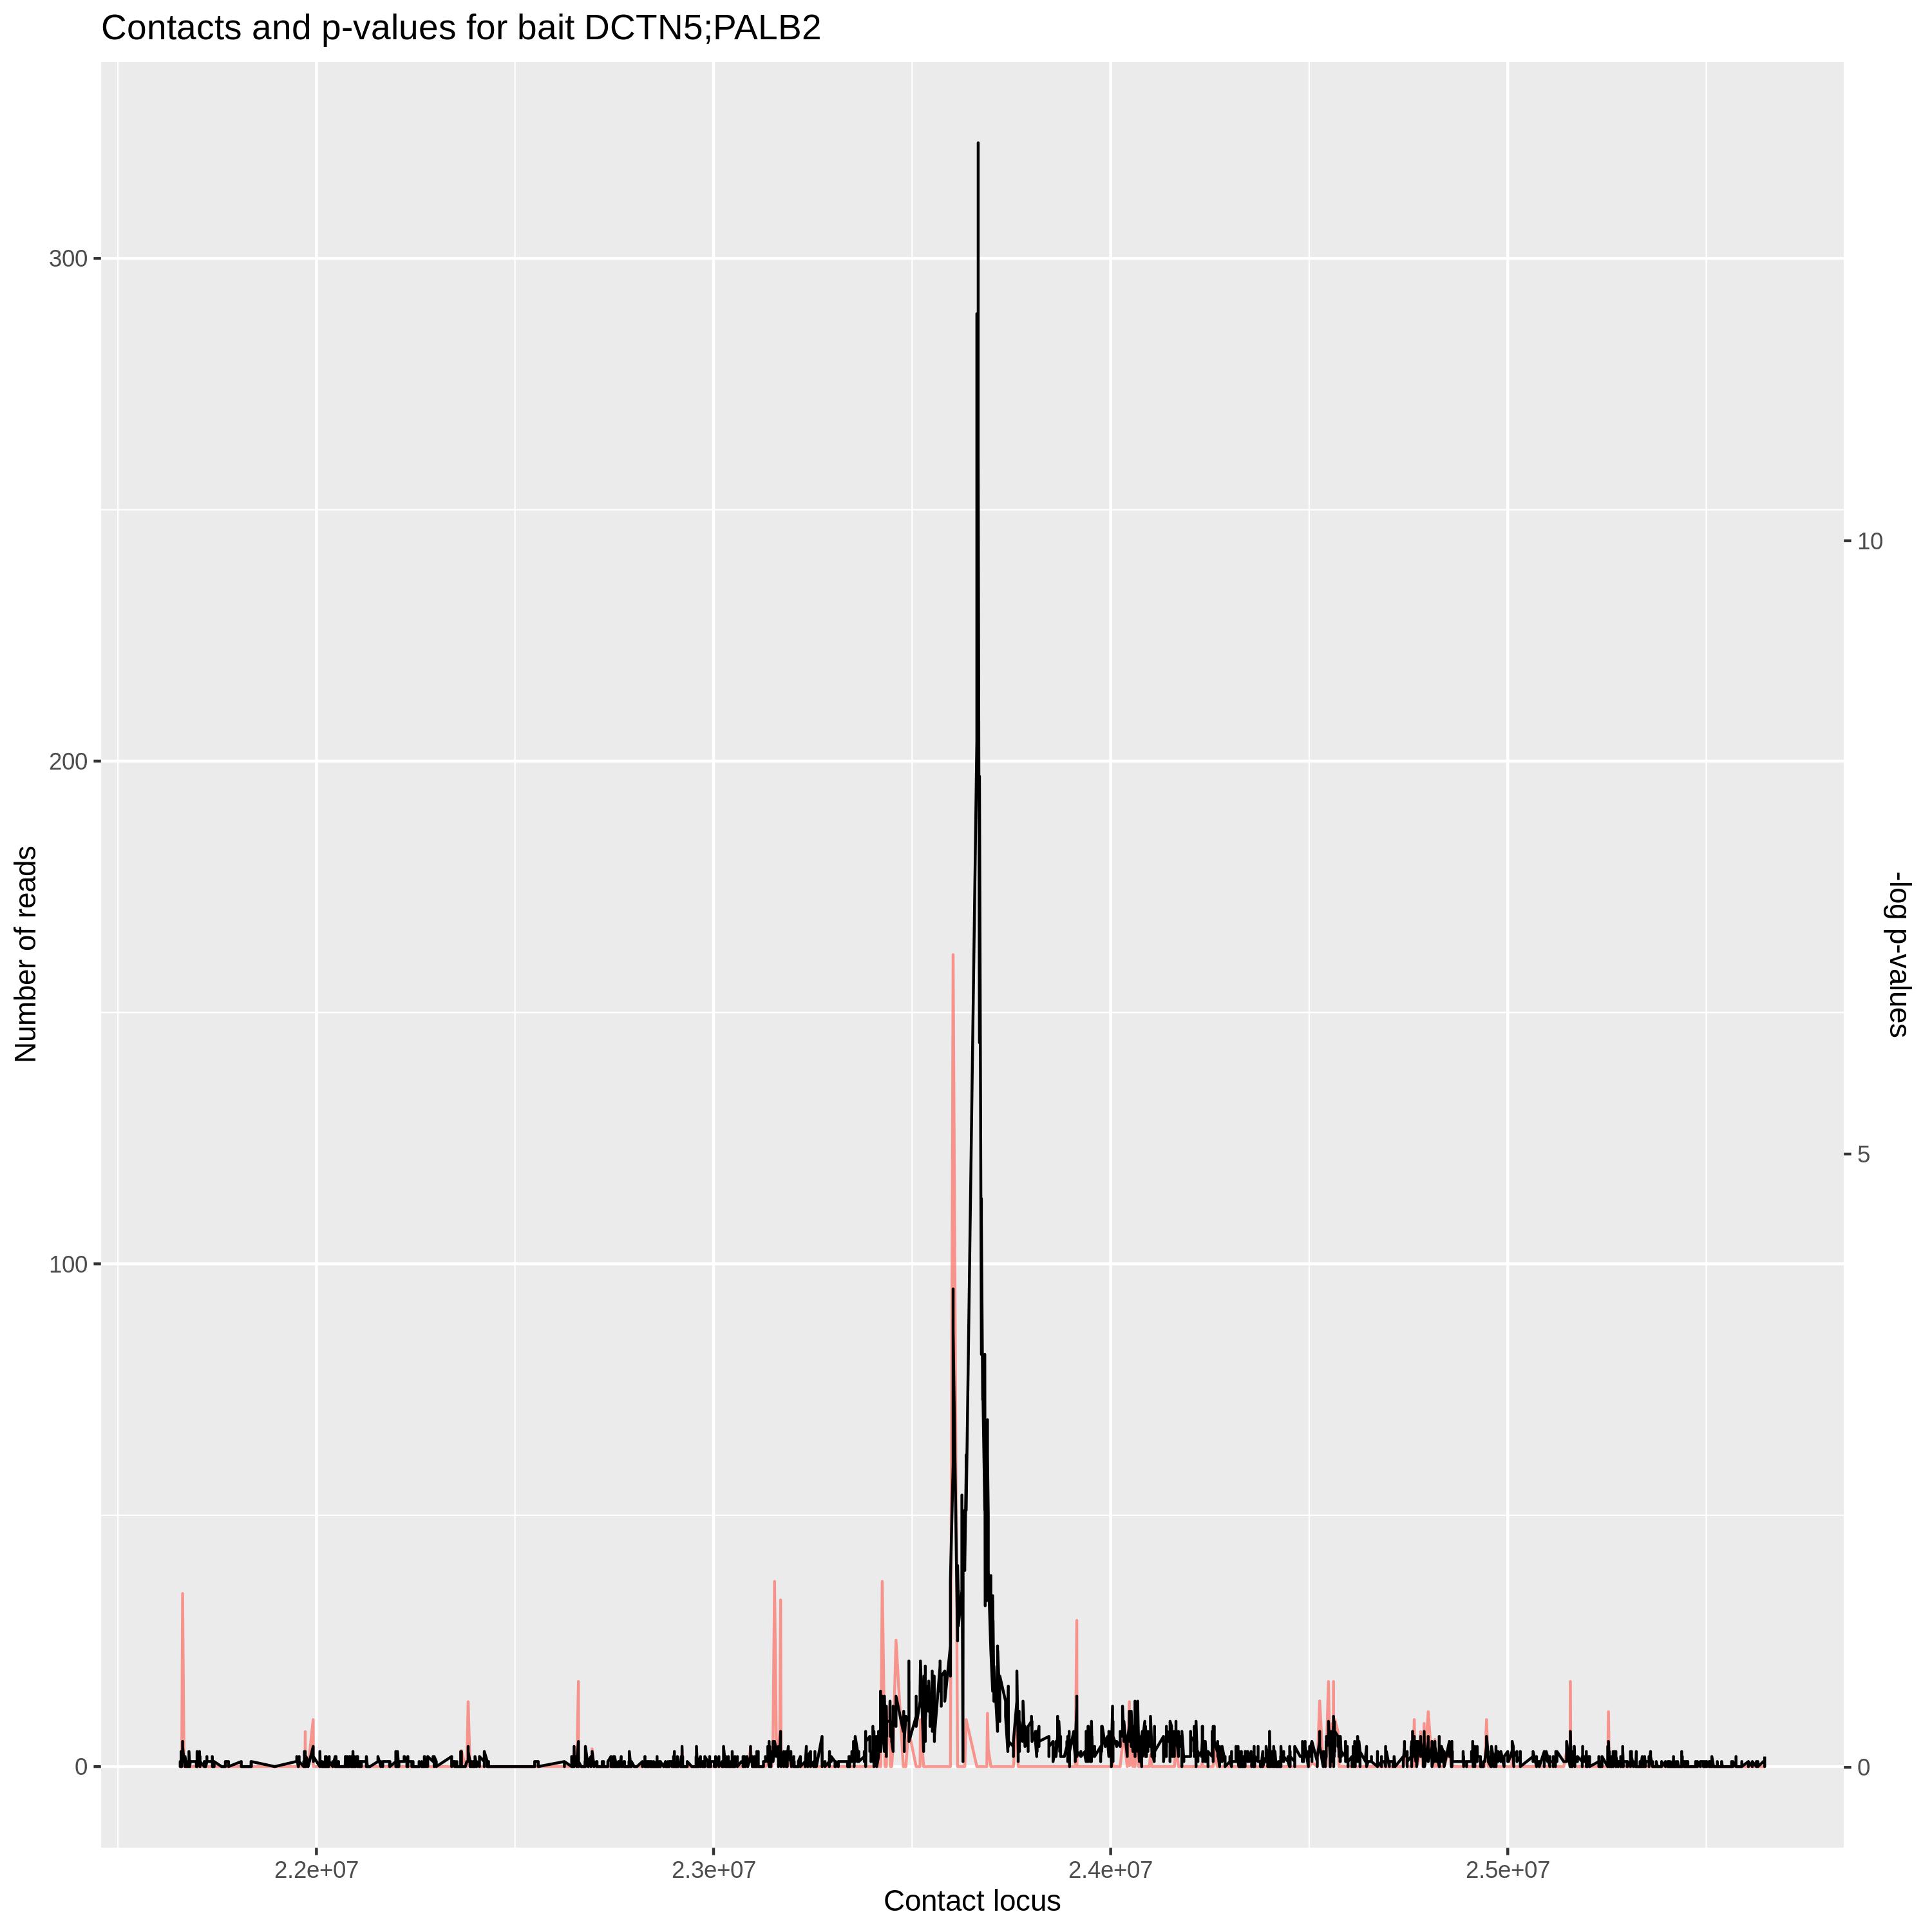 Contacts and p-values for bait DCTN5;PALB2
300
200
100
0
Number of reads
10
5
0
-log p-values
2.2e+07
2.3e+07
2.4e+07
2.5e+07
Contact locus